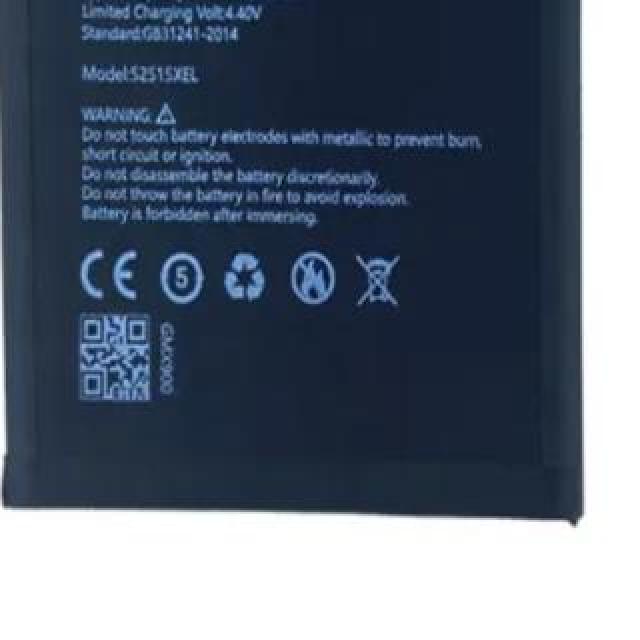 Limited Charging Volt:4.40V
Standard:GB31241-2014
Model:S2515XEL
WARNING:
Do not touch battery electrodes with metallic to prevent burn,
short circuit or ignition.
Do not disassemble the battery discretionarily.
Do not throw the battery in fire to avoid explosion.
Battery is forbidden after immersing.
CE 5